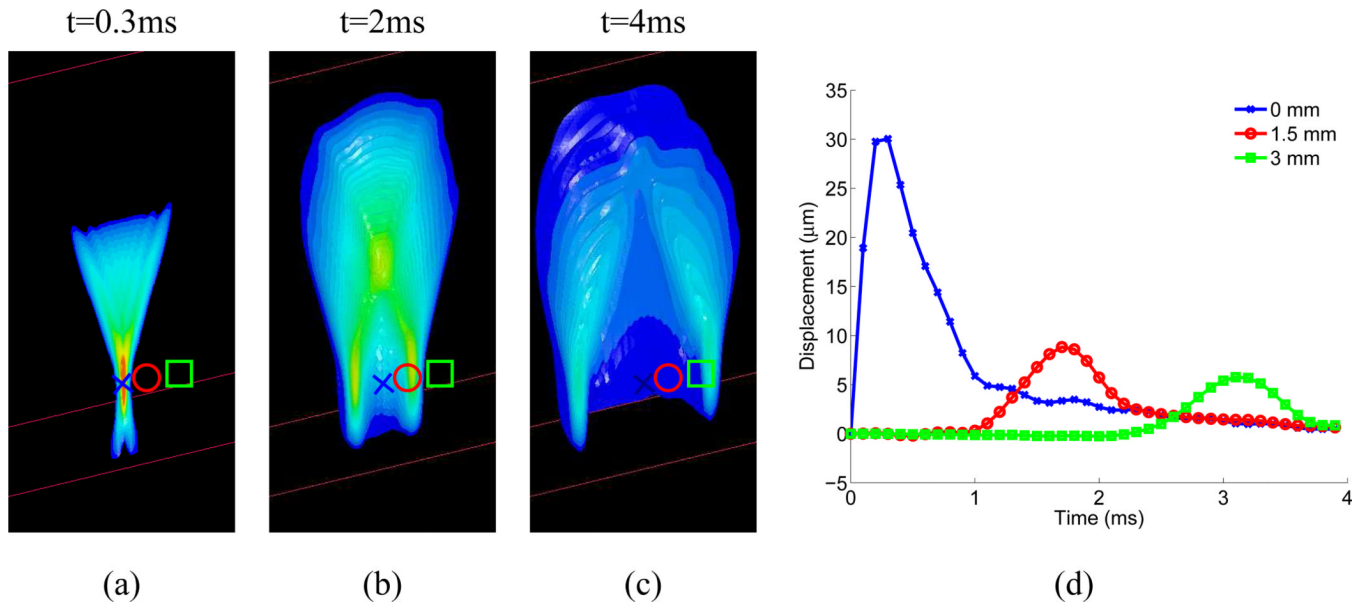 t=0.3ms
t=2ms
t=4ms
35
30
25
20
15
10
5
0
−5
Displacement (µm)
0 mm
1.5 mm
3 mm
0
1
2
3
4
Time (ms)
(a)
(b)
(c)
(d)